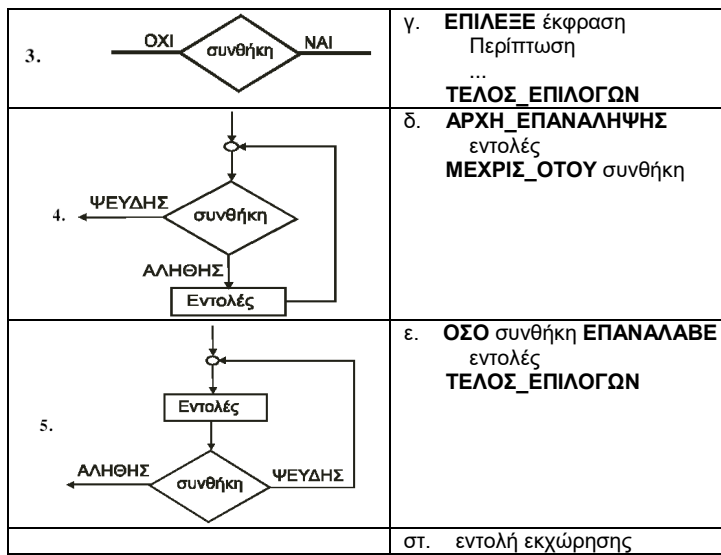 3.
ΟΧΙ συνθήκη ΝΑΙ
γ. ΕΠΙΛΕΞΕ έκφραση
Περίπτωση
...
ΤΕΛΟΣ_ΕΠΙΛΟΓΩΝ
4.
ΨΕΥΔΗΣ συνθήκη
ΑΛΗΘΗΣ
Εντολές
δ. ΑΡΧΗ_ΕΠΑΝΑΛΗΨΗΣ
εντολές
ΜΕΧΡΙΣ_ΟΤΟΥ συνθήκη
5.
Εντολές
ΑΛΗΘΗΣ συνθήκη ΨΕΥΔΗΣ
ε. ΟΣΟ συνθήκη ΕΠΑΝΑΛΑΒΕ
εντολές
ΤΕΛΟΣ_ΕΠΙΛΟΓΩΝ
στ. εντολή εκχώρησης